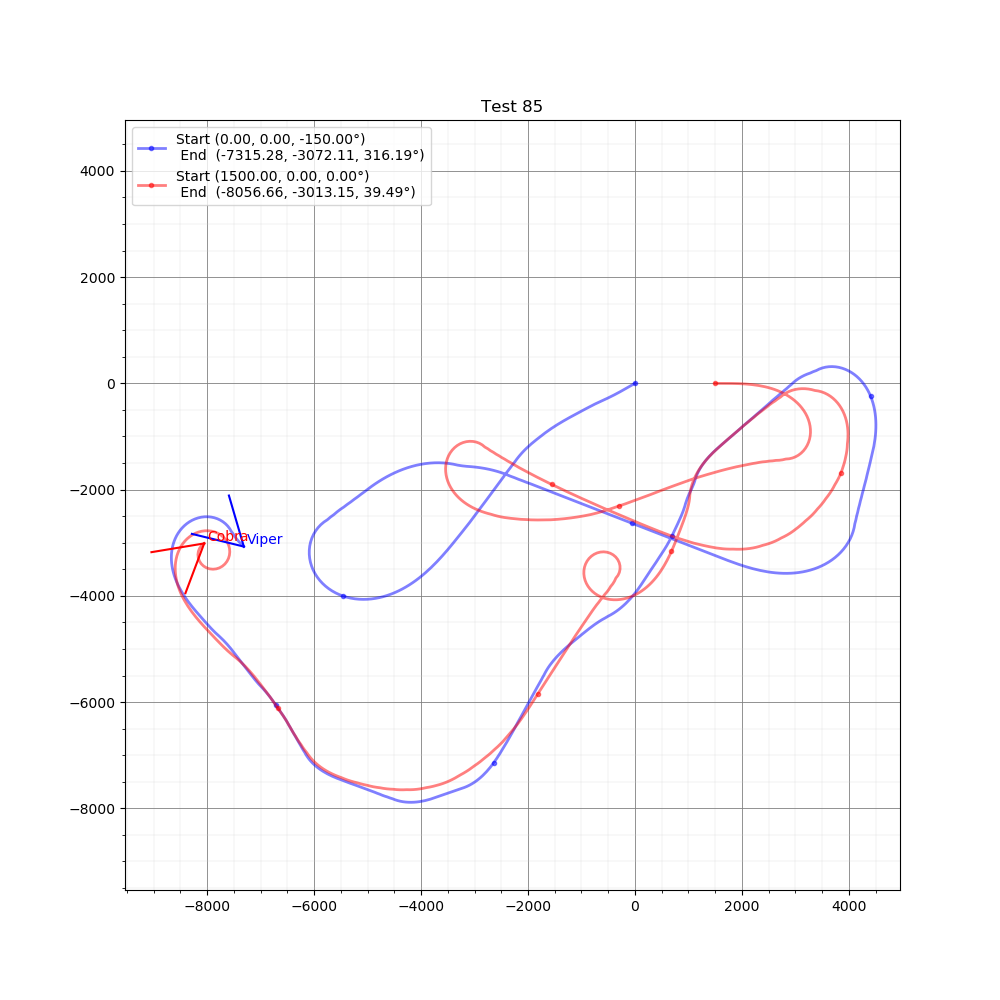 Test 85
Start (0.00, 0.00, -150.00°)
End (-7315.28, -3072.11, 316.19°)
Start (1500.00, 0.00, 0.00°)
End (-8056.66, -3013.15, 39.49°)
4000
2000
0
−2000
Cobra
Viper
−4000
−6000
−8000
−8000 −6000 −4000 −2000 0 2000 4000